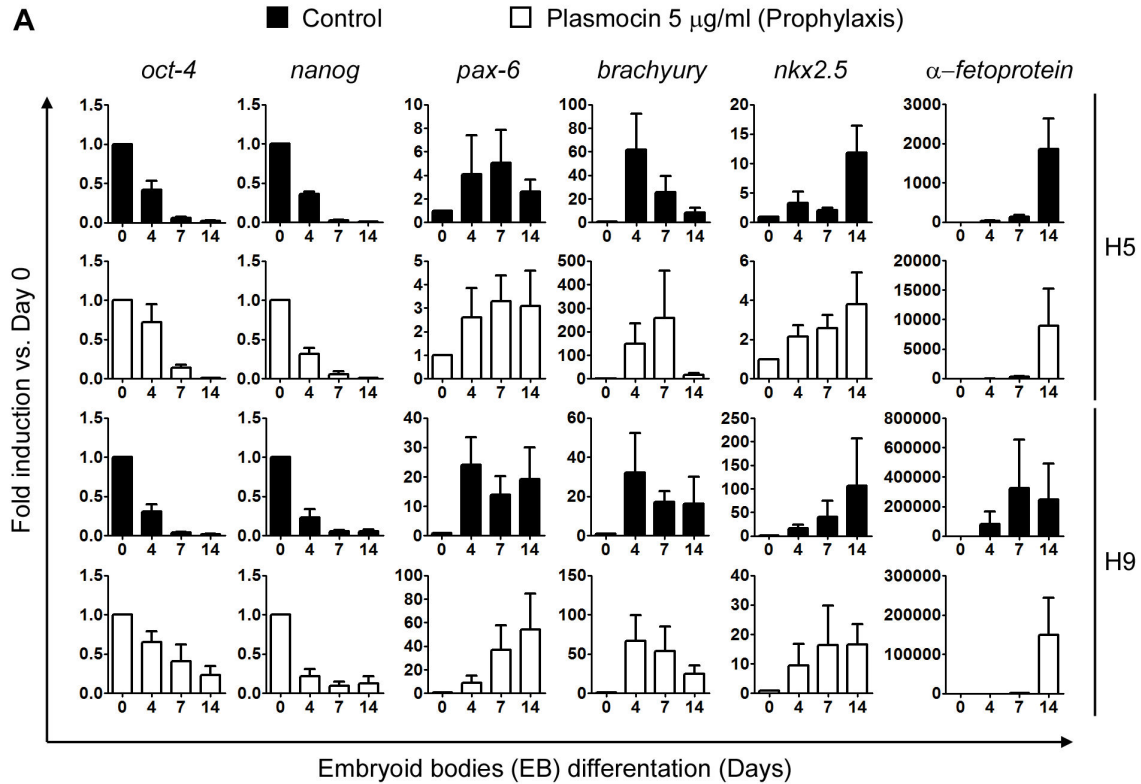 A
Control
Plasmocin 5 μg/ml (Prophylaxis)
oct-4 nanog pax-6 brachyury nkx2.5 α−fetoprotein
Fold induction vs. Day 0
1.5 1.0 0.5 0.0 0 4 7 14
1.5 1.0 0.5 0.0 0 4 7 14
10 8 6 4 2 0 0 4 7 14
100 80 60 40 20 0 0 4 7 14
20 15 10 5 0 0 4 7 14
3000 2000 1000 0 0 4 7 14
1.5 1.0 0.5 0.0 0 4 7 14
1.5 1.0 0.5 0.0 0 4 7 14
5 4 3 2 1 0 0 4 7 14
500 400 300 200 100 0 0 4 7 14
6 4 2 0 0 4 7 14
20000 15000 10000 5000 0 0 4 7 14
H5
1.5 1.0 0.5 0.0 0 4 7 14
1.5 1.0 0.5 0.0 0 4 7 14
40 30 20 10 0 0 4 7 14
60 40 20 0 0 4 7 14
250 200 150 100 50 0 0 4 7 14
800000 600000 400000 200000 0 0 4 7 14
1.5 1.0 0.5 0.0 0 4 7 14
1.5 1.0 0.5 0.0 0 4 7 14
100 80 60 40 20 0 0 4 7 14
150 100 50 0 0 4 7 14
40 30 20 10 0 0 4 7 14
300000 200000 100000 0 0 4 7 14
H9
Embryoid bodies (EB) differentation (Days)